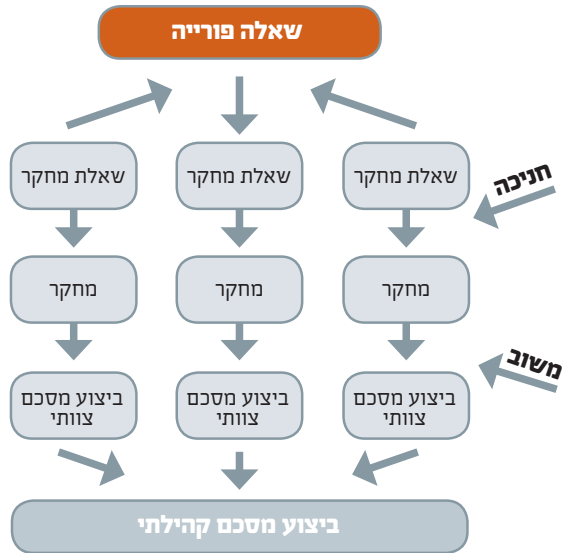 שאלה פורייה
שאלת מחקר
שאלת מחקר
שאלת מחקר
חניכה
מחקר
מחקר
מחקר
משוב
ביצוע מסכם
צוותי
ביצוע מסכם
צוותי
ביצוע מסכם
צוותי
ביצוע מסכם קהילתי